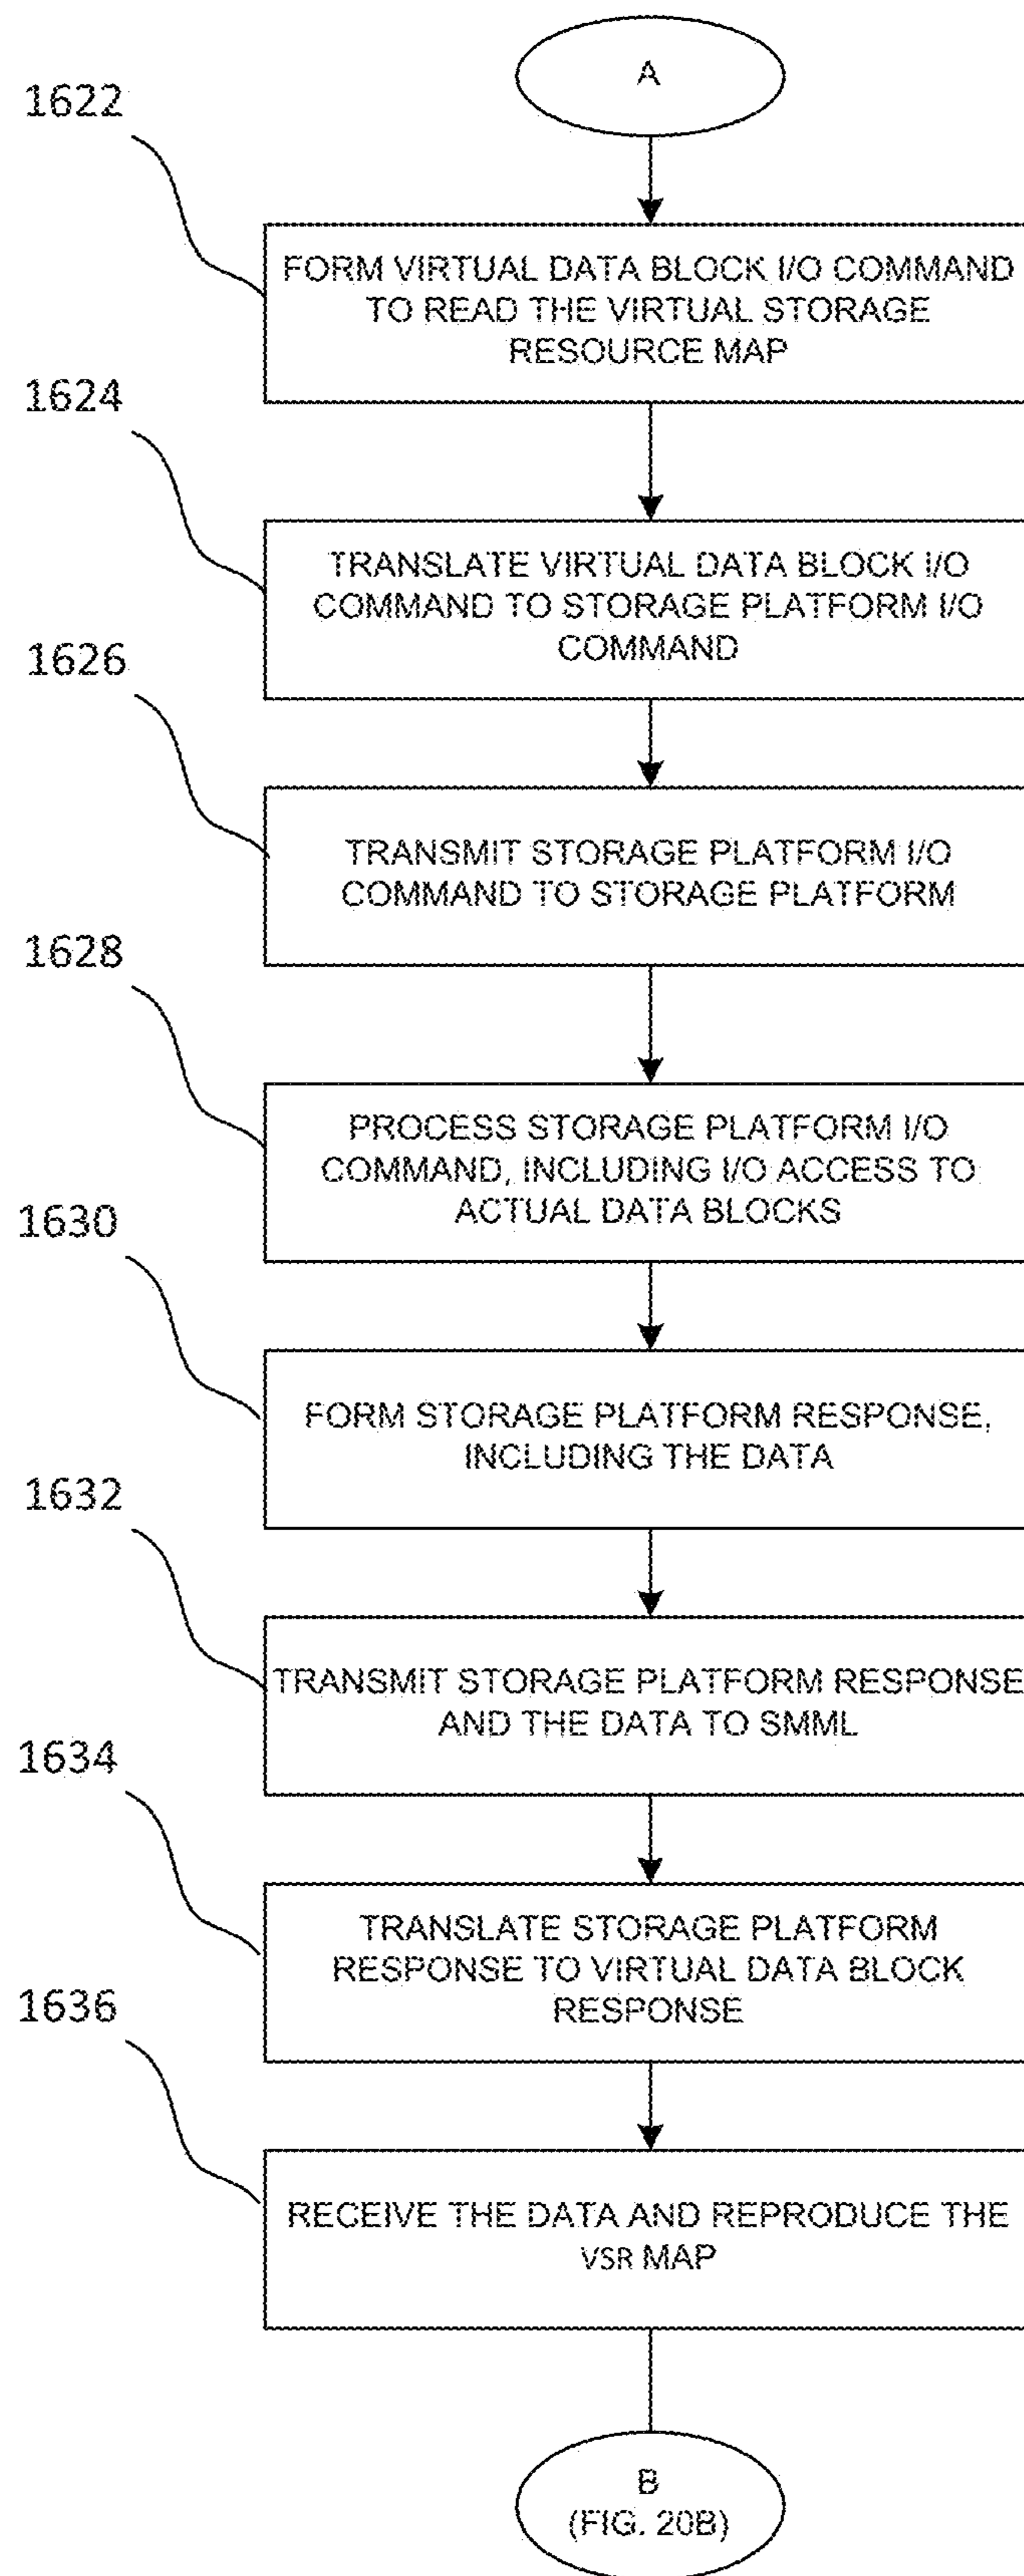 A
1622
FORM VIRTUAL DATA BLOCK I/O COMMAND
TO READ THE VIRTUAL STORAGE
RESOURCE MAP
1624
TRANSLATE VIRTUAL DATA BLOCK I/O
COMMAND TO STORAGE PLATFORM I/O
COMMAND
1626
TRANSMIT STORAGE PLATFORM I/O
COMMAND TO STORAGE PLATFORM
1628
PROCESS STORAGE PLATFORM I/O
COMMAND, INCLUDING I/O ACCESS TO
ACTUAL DATA BLOCKS
1630
FORM STORAGE PLATFORM RESPONSE,
INCLUDING THE DATA
1632
TRANSMIT STORAGE PLATFORM RESPONSE
AND THE DATA TO SMML
1634
TRANSLATE STORAGE PLATFORM
RESPONSE TO VIRTUAL DATA BLOCK
RESPONSE
1636
RECEIVE THE DATA AND REPRODUCE THE
VSR MAP
B
(FIG. 20B)